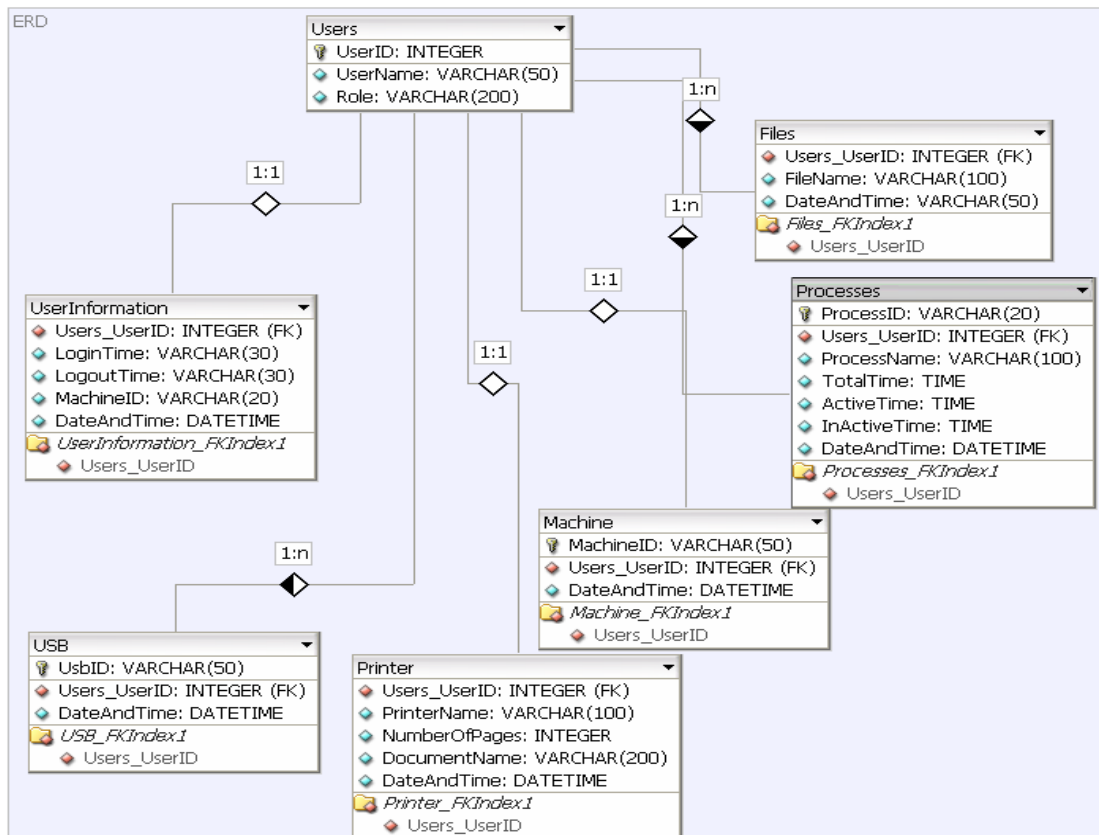 ERD
Users
UserID: INTEGER
UserName: VARCHAR(50)
Role: VARCHAR(200)
1:n
Files
Users_UserID: INTEGER (FK)
FileName: VARCHAR(100)
DateAndTime: VARCHAR(50)
Files_FKIndex1
Users_UserID
1:1
1:n
1:1
Processes
ProcessID: VARCHAR(20)
Users_UserID: INTEGER (FK)
ProcessName: VARCHAR(100)
TotalTime: TIME
ActiveTime: TIME
InActiveTime: TIME
DateAndTime: DATETIME
Processes_FKIndex1
Users_UserID
UserInformation
Users_UserID: INTEGER (FK)
LoginTime: VARCHAR(30)
LogoutTime: VARCHAR(30)
MachineID: VARCHAR(20)
DateAndTime: DATETIME
UserInformation_FKIndex1
Users_UserID
1:1
Machine
MachineID: VARCHAR(50)
Users_UserID: INTEGER (FK)
DateAndTime: DATETIME
Machine_FKIndex1
Users_UserID
1:n
USB
UsbID: VARCHAR(50)
Users_UserID: INTEGER (FK)
DateAndTime: DATETIME
USB_FKIndex1
Users_UserID
Printer
Users_UserID: INTEGER (FK)
PrinterName: VARCHAR(100)
NumberOfPages: INTEGER
DocumentName: VARCHAR(200)
DateAndTime: DATETIME
Printer_FKIndex1
Users_UserID